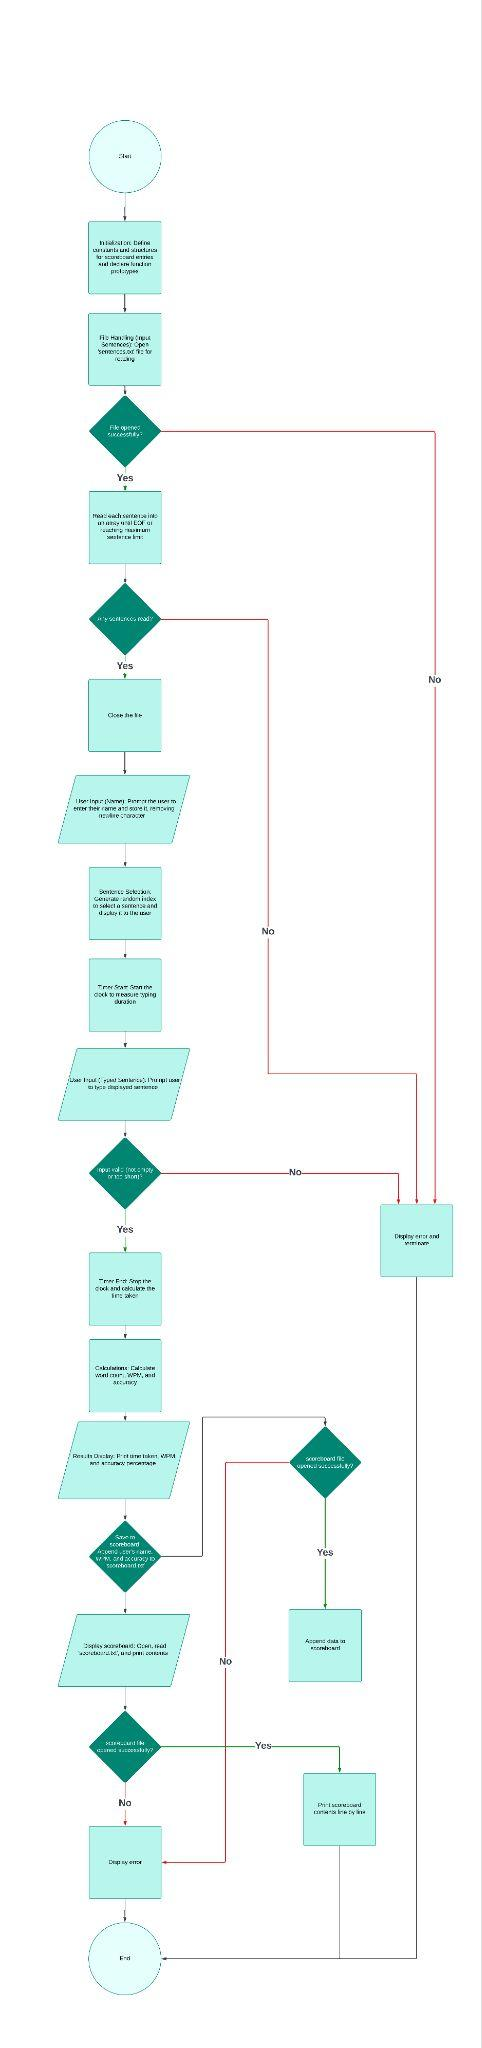 Start
Initialization: Define
constants and structures
for scoreboard entries
and declare function
prototypes
File Handling (Input
Sentences): Open
'sentences.txt' file for
reading
File opened
successfully?
Yes
Read each sentence into
an array until EOF or
reaching maximum
sentence limit
Any sentences read?
Yes
No
Close the file
User Input (Name): Prompt the user to
enter their name and store it, removing
newline character
Sentence Selection:
Generate random index
to select a sentence and
display it to the user
No
Timer Start: Start the
clock to measure typing
duration
User Input (Typed Sentence): Prompt user
to type displayed sentence
Input valid (not empty
or too short)?
No
Yes
Display error and
terminate
Timer End: Stop the
clock and calculate the
time taken
Calculations: Calculate
word count, WPM, and
accuracy
Results Display: Print time token, WPM
and accuracy percentage
scoreboard file
opened successfully?
Save to
scoreboard
Append user's name,
WPM, and accuracy to
'scoreboard.txt'
Yes
Display scoreboard: Open, read
'scoreboard.txt', and print contents
Append data to
scoreboard
No
scoreboard file
opened successfully?
Yes
No
Print scoreboard
contents line by line
Display error
End